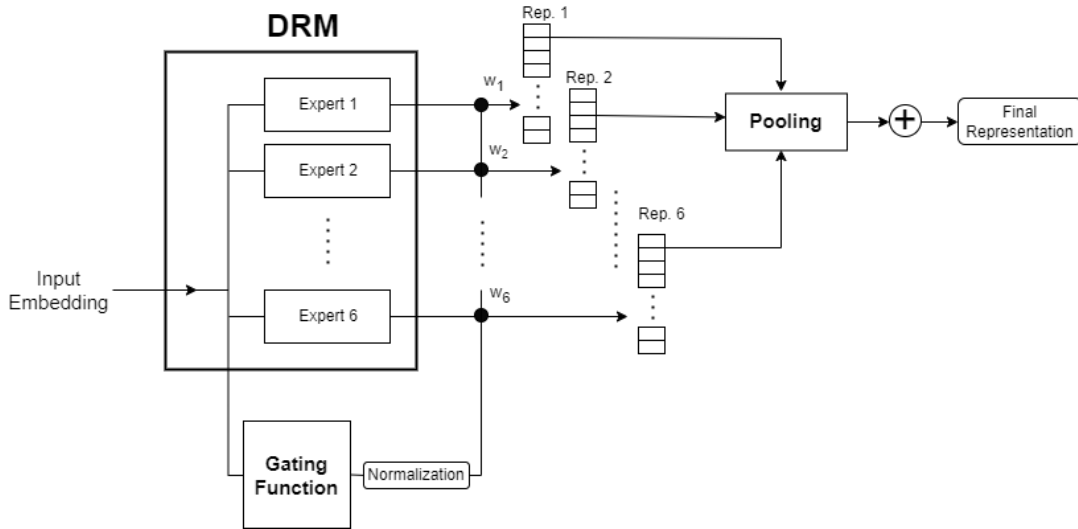 DRM
Rep. 1
Expert 1
w1
Rep. 2
Pooling
Final
Representation
Expert 2
w2
Rep. 6
Input
Embedding
Expert 6
w6
Gating
Function
Normalization